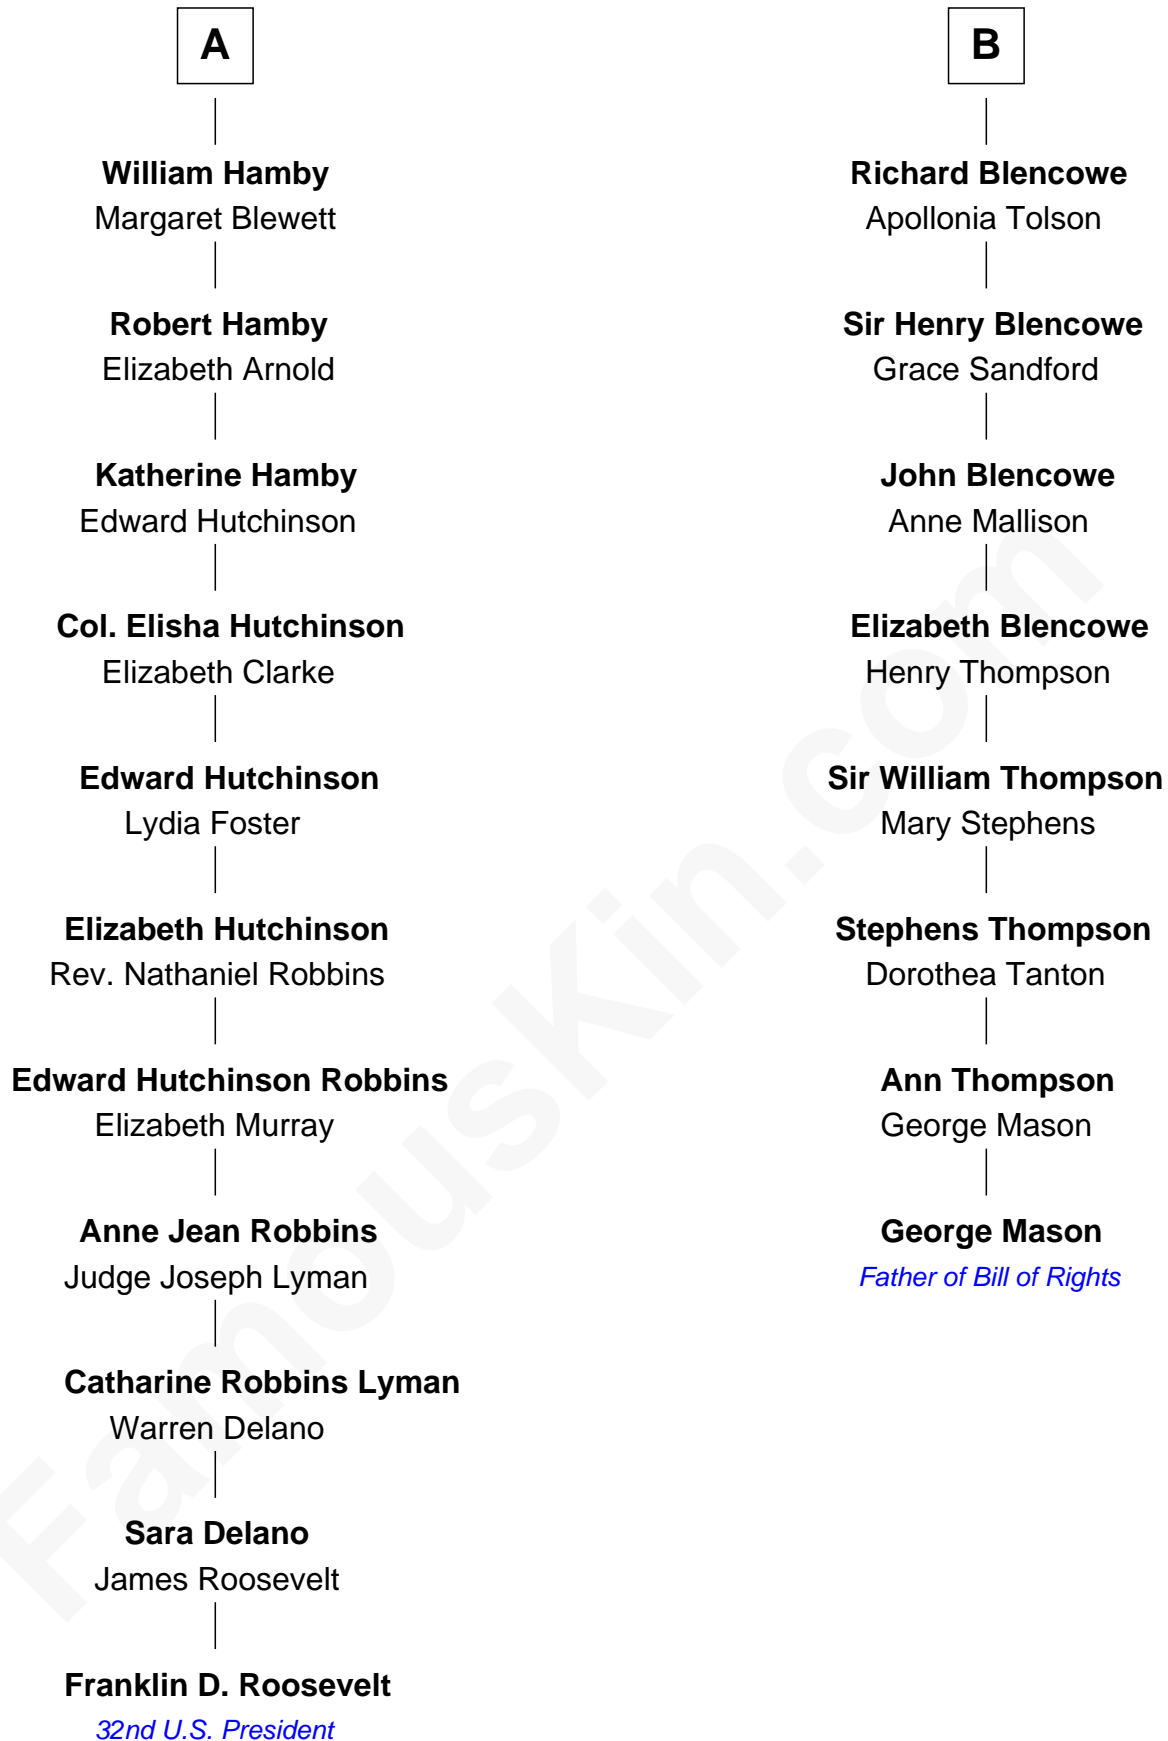 A
William Hamby
Margaret Blewett
Robert Hamby
Elizabeth Arnold
Katherine Hamby
Edward Hutchinson
Col. Elisha Hutchinson
Elizabeth Clarke
Edward Hutchinson
Lydia Foster
Elizabeth Hutchinson
Rev. Nathaniel Robbins
Edward Hutchinson Robbins
Elizabeth Murray
Anne Jean Robbins
Judge Joseph Lyman
Catharine Robbins Lyman
Warren Delano
Sara Delano
James Roosevelt
Franklin D. Roosevelt
32nd U.S. President
B
Richard Blencowe
Apollonia Tolson
Sir Henry Blencowe
Grace Sandford
John Blencowe
Anne Mallison
Elizabeth Blencowe
Henry Thompson
Sir William Thompson
Mary Stephens
Stephens Thompson
Dorothea Tanton
Ann Thompson
George Mason
George Mason
Father of Bill of Rights
FamousKin.com